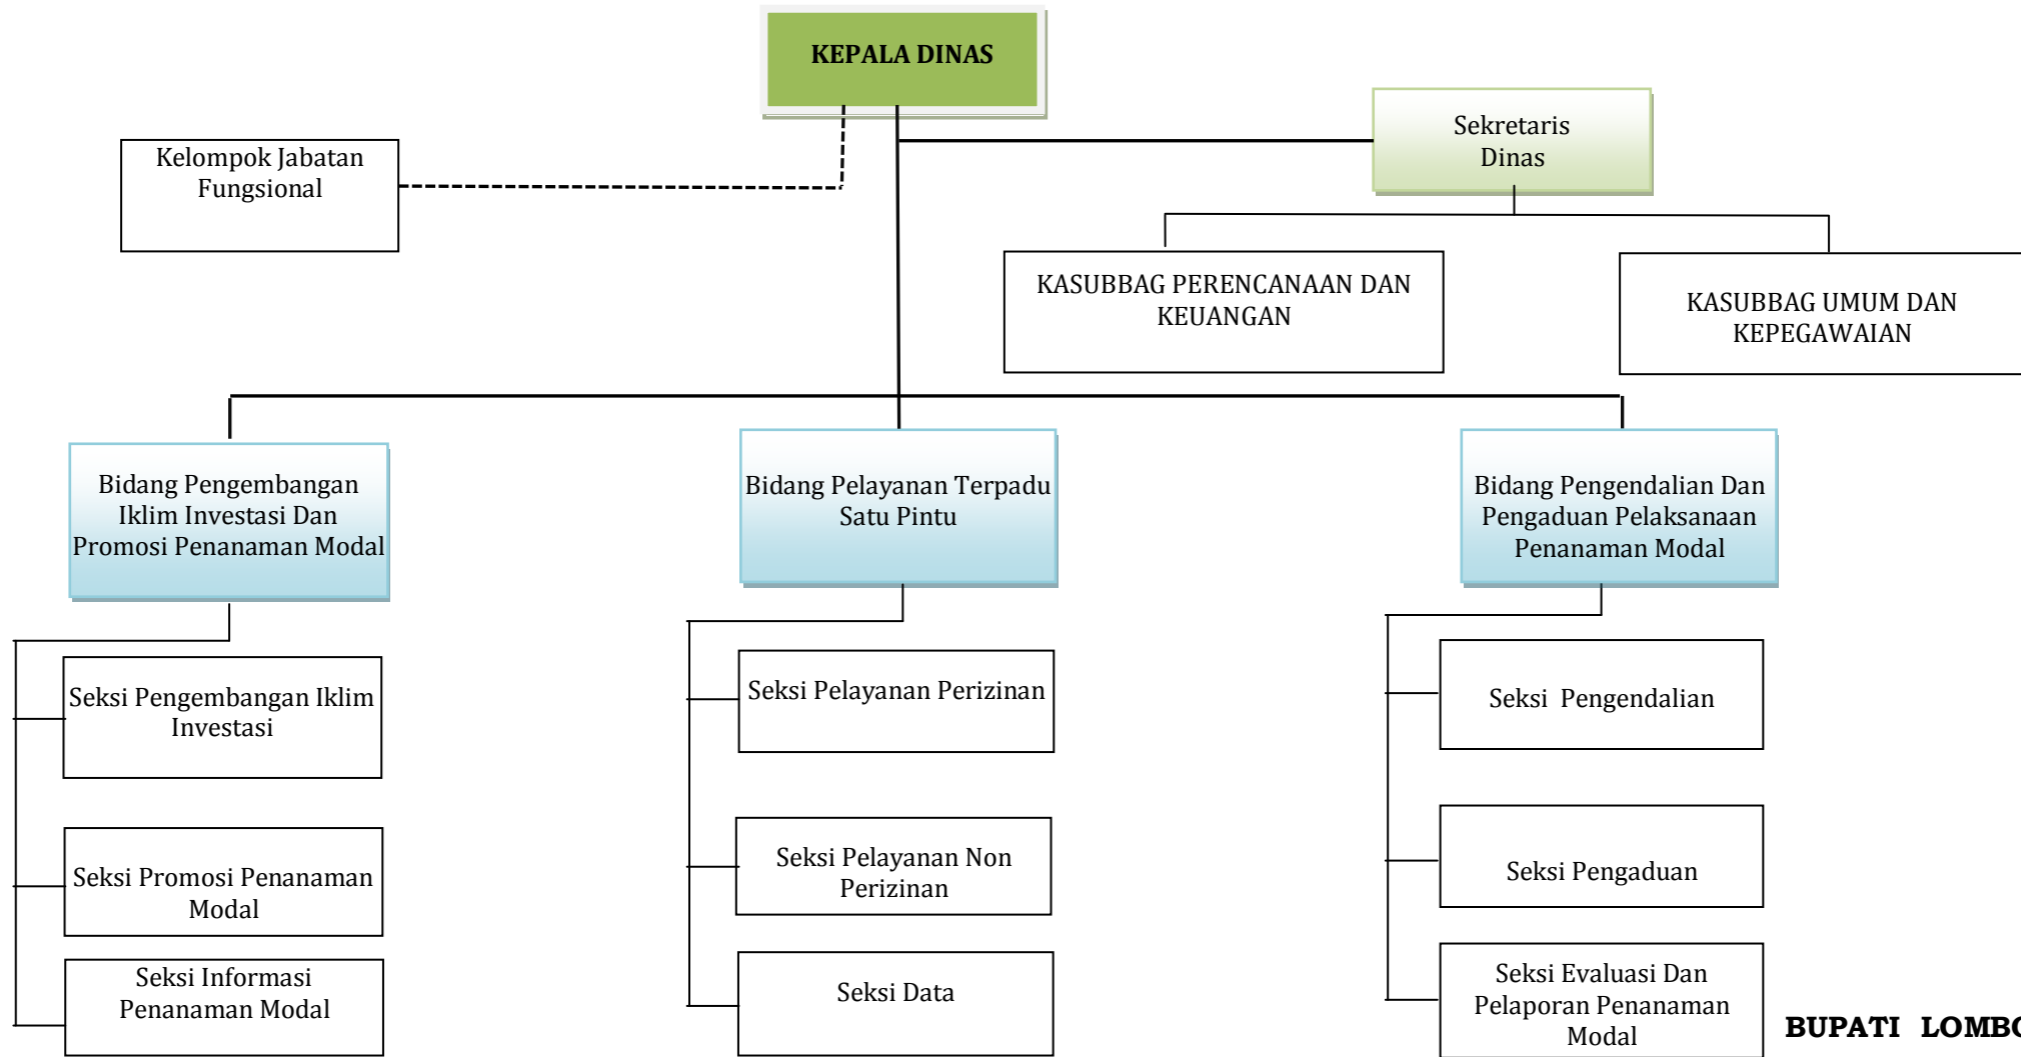 KEPALA DINAS
Sekretaris
Dinas
Kelompok Jabatan
Fungsional
KASUBBAG PERENCANAAN DAN
KEUANGAN
KASUBBAG UMUM DAN
KEPEGAWAIAN
Bidang Pengembangan
Iklim Investasi Dan
Promosi Penanaman Modal
Bidang Pelayanan Terpadu
Satu Pintu
Bidang Pengendalian Dan
Pengaduan Pelaksanaan
Penanaman Modal
Seksi Pengembangan Iklim
Investasi
Seksi Promosi Penanaman
Modal
Seksi Informasi
Penanaman Modal
Seksi Pelayanan Perizinan
Seksi Pelayanan Non
Perizinan
Seksi Data
Seksi Pengendalian
Seksi Pengaduan
Seksi Evaluasi Dan
Pelaporan Penanaman
Modal
BUPATI